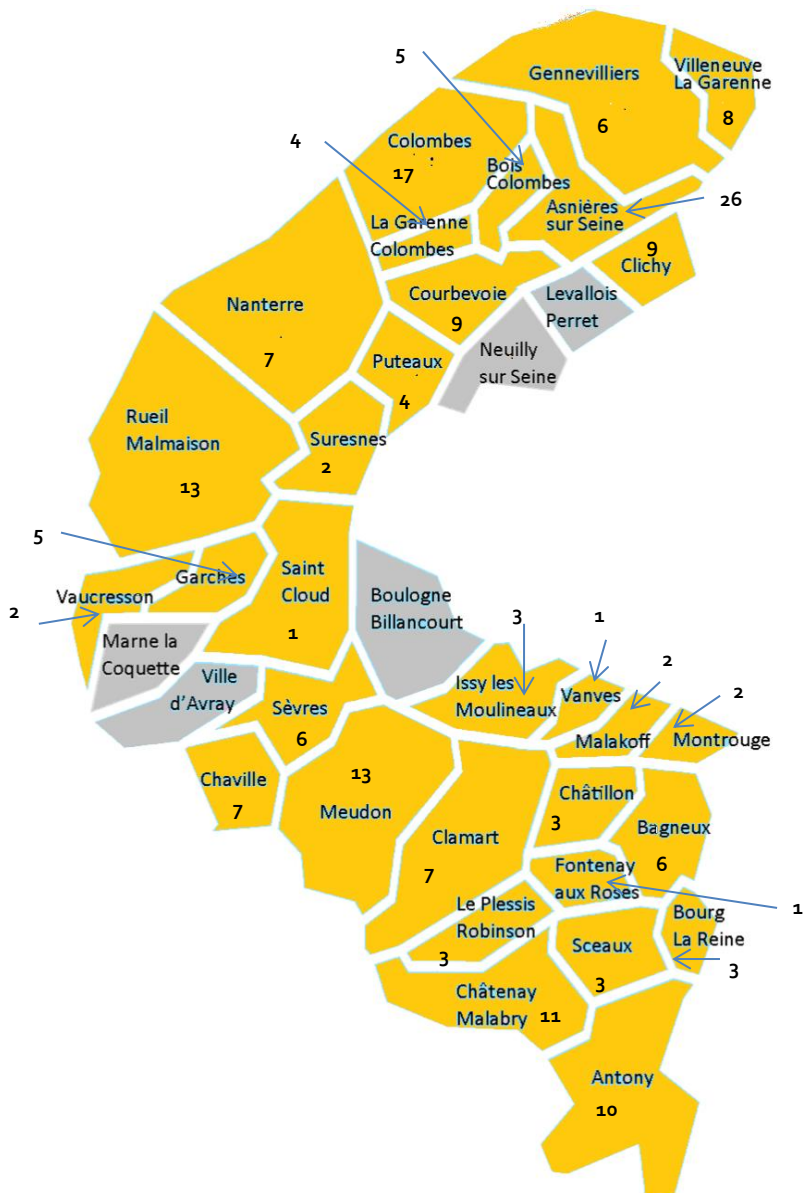 Gennevilliers
6
Villeneuve
La Garenne
8
5
4
Colombes
17
Bois
Colombes
Asnières
sur Seine
26
La Garenne
Colombes
9
Clichy
Courbevoie
9
Levallois
Perret
Nanterre
7
Puteaux
4
Neuilly
sur Seine
Rueil
Malmaison
13
Suresnes
2
5
Garches
Vaucresson
2
Saint
Cloud
1
Boulogne
Billancourt
Marne la
Coquette
Ville
d'Avray
3
1
2
2
Issy les
Moulineaux
Vanves
Malakoff
Montrouge
Sèvres
6
Chaville
7
13
Meudon
Clamart
7
Châtillon
3
Bagneux
6
Fontenay
aux Roses
1
Le Plessis
Robinson
3
Sceaux
3
Bourg
La Reine
3
Châtenay
Malabry
11
Antony
10